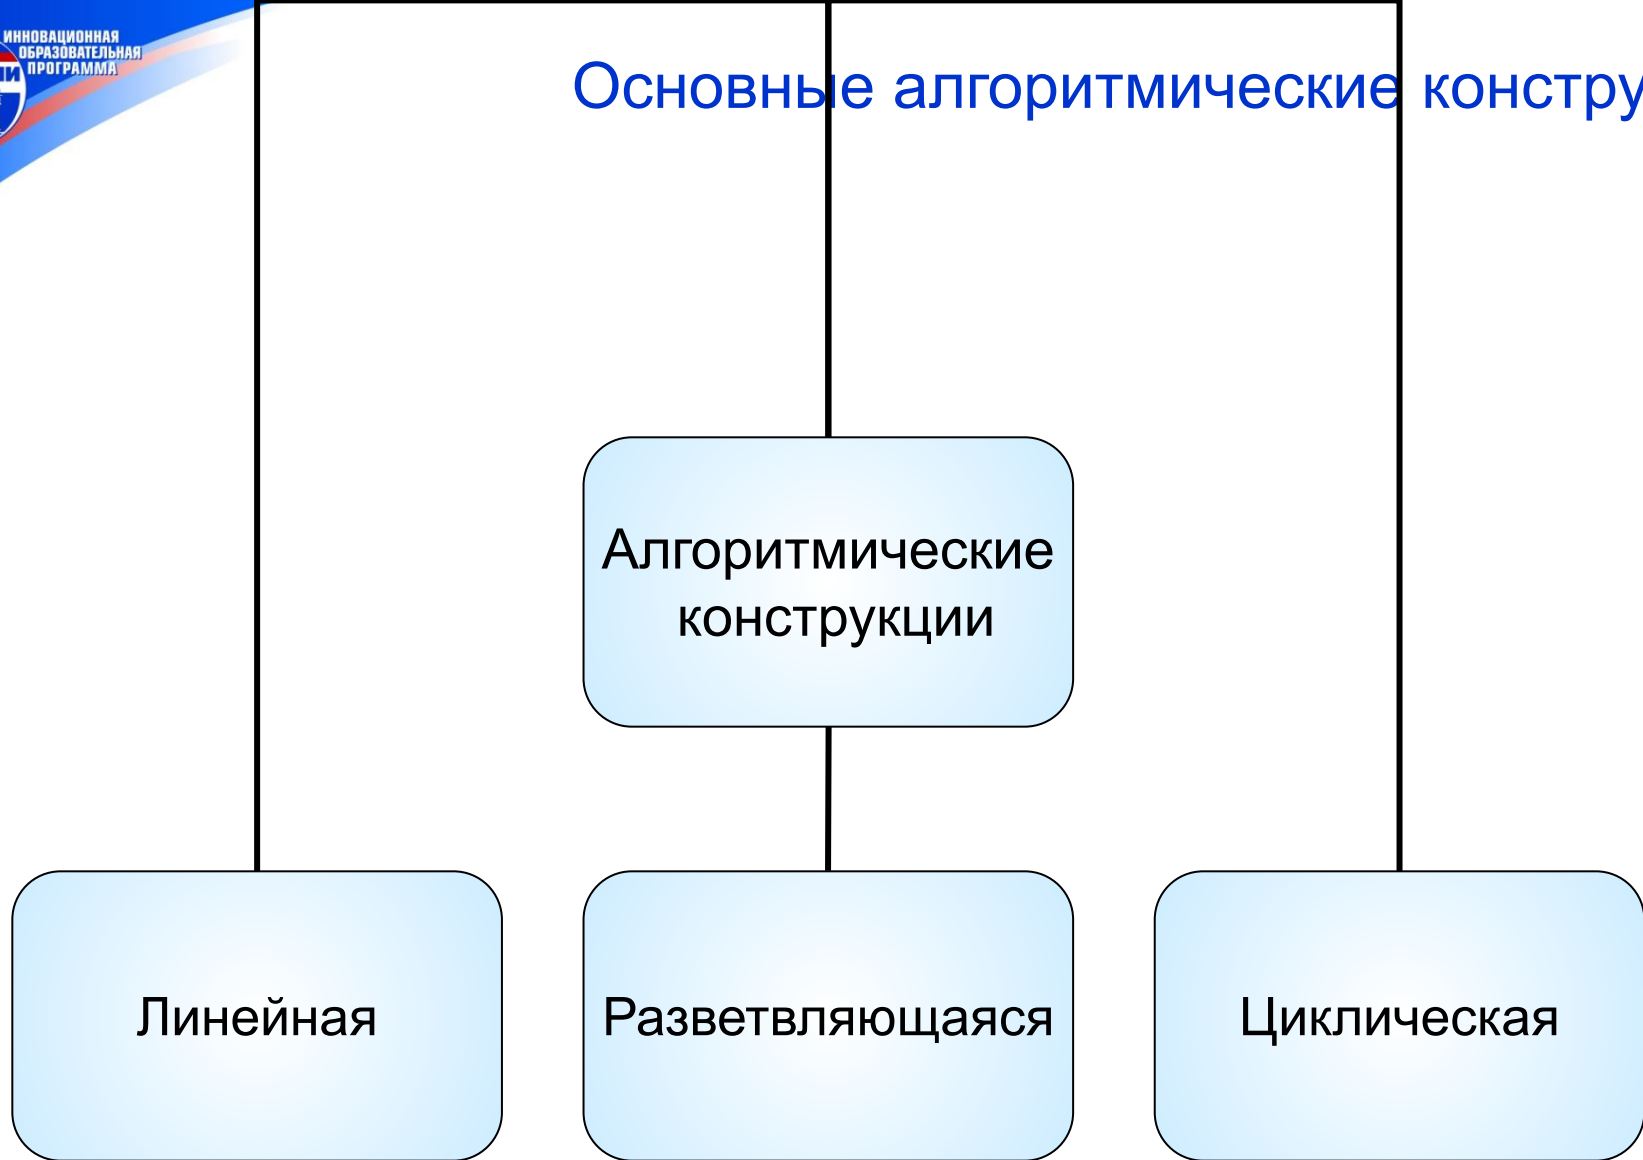 ИННОВАЦИОННАЯ
ОБРАЗОВАТЕЛЬНАЯ
ПРОГРАММА
Основные алгоритмические констру
Алгоритмические
конструкции
Линейная
Разветвляющаяся
Циклическая